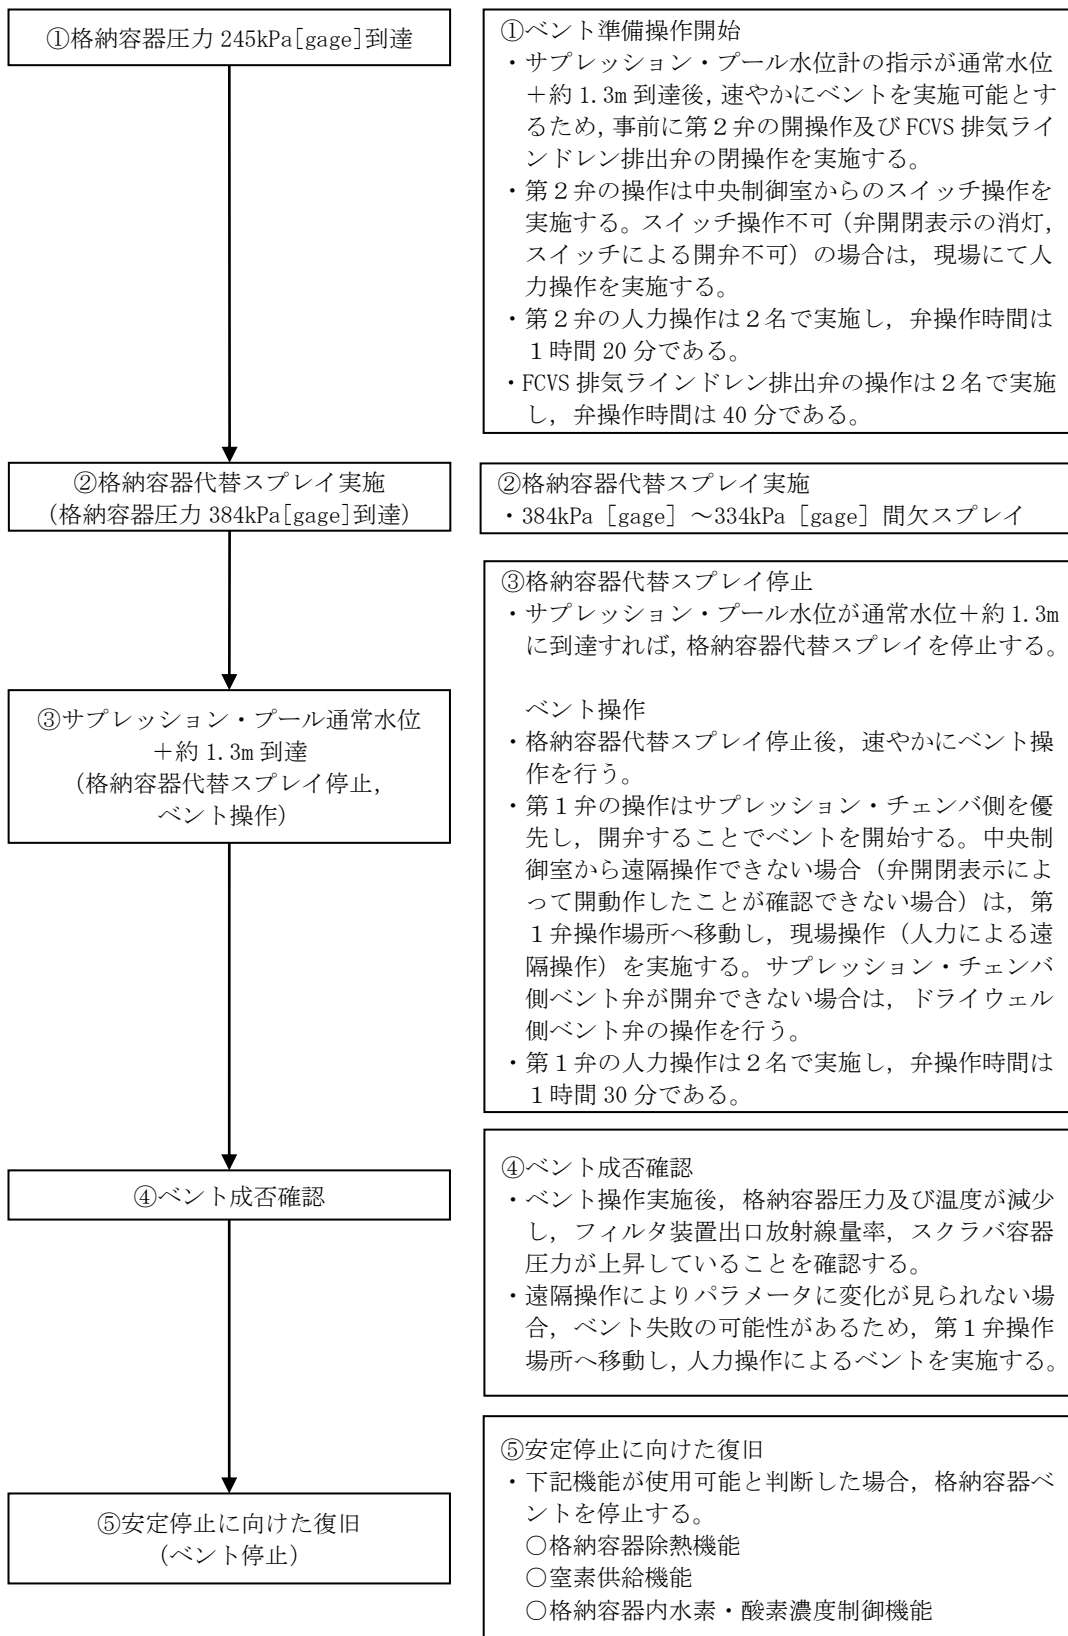 ①格納容器圧力 245kPa[gage]到達
①ベント準備操作開始
・サプレッション・プール水位計の指示が通常水位
＋約 1.3m 到達後，速やかにベントを実施可能とす
るため，事前に第２弁の開操作及び FCVS 排気ライ
ンドレン排出弁の閉操作を実施する。
・第２弁の操作は中央制御室からのスイッチ操作を
実施する。スイッチ操作不可（弁開閉表示の消灯，
スイッチによる開弁不可）の場合は，現場にて人
力操作を実施する。
・第２弁の人力操作は２名で実施し，弁操作時間は
１時間 20 分である。
・FCVS 排気ラインドレン排出弁の操作は２名で実施
し，弁操作時間は 40 分である。
②格納容器代替スプレイ実施
（格納容器圧力 384kPa[gage]到達）
②格納容器代替スプレイ実施
・384kPa［gage］～334kPa［gage］間欠スプレイ
③サプレッション・プール通常水位
＋約 1.3m 到達
（格納容器代替スプレイ停止，
ベント操作）
③格納容器代替スプレイ停止
・サプレッション・プール水位が通常水位＋約 1.3m
に到達すれば，格納容器代替スプレイを停止する。
ベント操作
・格納容器代替スプレイ停止後，速やかにベント操
作を行う。
・第１弁の操作はサプレッション・チェンバ側を優
先し，開弁することでベントを開始する。中央制
御室から遠隔操作できない場合（弁開閉表示によ
って開動作したことが確認できない場合）は，第
１弁操作場所へ移動し，現場操作（人力による遠
隔操作）を実施する。サプレッション・チェンバ
側ベント弁が開弁できない場合は，ドライウェル
側ベント弁の操作を行う。
・第１弁の人力操作は２名で実施し，弁操作時間は
１時間 30 分である。
④ベント成否確認
④ベント成否確認
・ベント操作実施後，格納容器圧力及び温度が減少
し，フィルタ装置出口放射線量率，スクラバ容器
圧力が上昇していることを確認する。
・遠隔操作によりパラメータに変化が見られない場
合，ベント失敗の可能性があるため，第１弁操作
場所へ移動し，人力操作によるベントを実施する。
⑤安定停止に向けた復旧
（ベント停止）
⑤安定停止に向けた復旧
・下記機能が使用可能と判断した場合，格納容器ベ
ントを停止する。
○格納容器除熱機能
○窒素供給機能
○格納容器内水素・酸素濃度制御機能